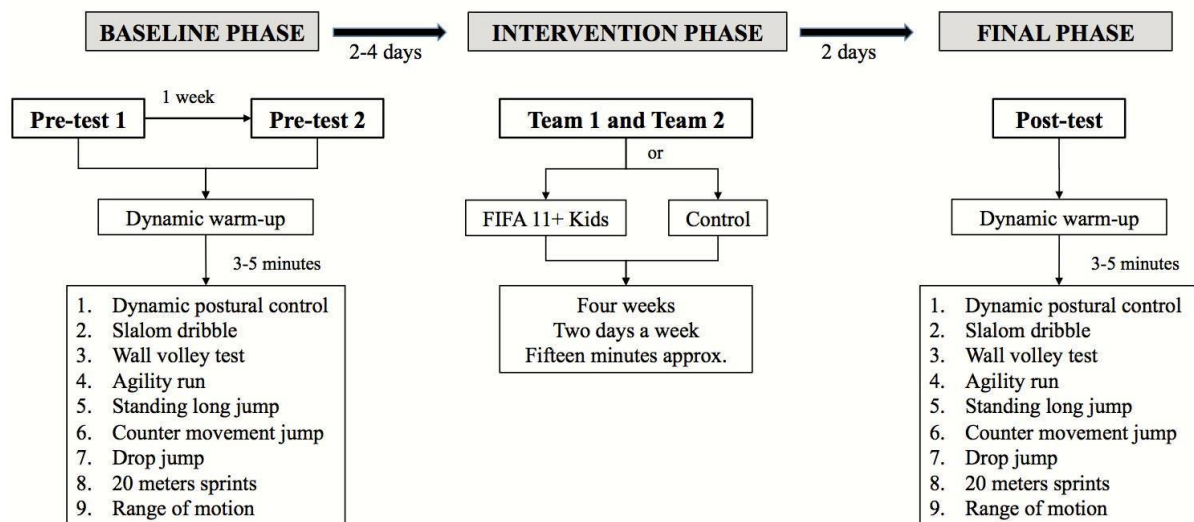 BASELINE PHASE
2-4 days
INTERVENTION PHASE
2 days
FINAL PHASE
Pre-test 1
1 week
Pre-test 2
Dynamic warm-up
3-5 minutes
1. Dynamic postural control
2. Slalom dribble
3. Wall volley test
4. Agility run
5. Standing long jump
6. Counter movement jump
7. Drop jump
8. 20 meters sprints
9. Range of motion
Team 1 and Team 2
or
FIFA 11+ Kids
Control
Four weeks
Two days a week
Fifteen minutes approx.
Post-test
Dynamic warm-up
3-5 minutes
1. Dynamic postural control
2. Slalom dribble
3. Wall volley test
4. Agility run
5. Standing long jump
6. Counter movement jump
7. Drop jump
8. 20 meters sprints
9. Range of motion